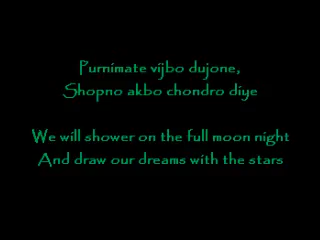 Purnimate vijbo dujone,
Shopno akbo chondro diye
We will shower on the full moon night
And draw our dreams with the stars